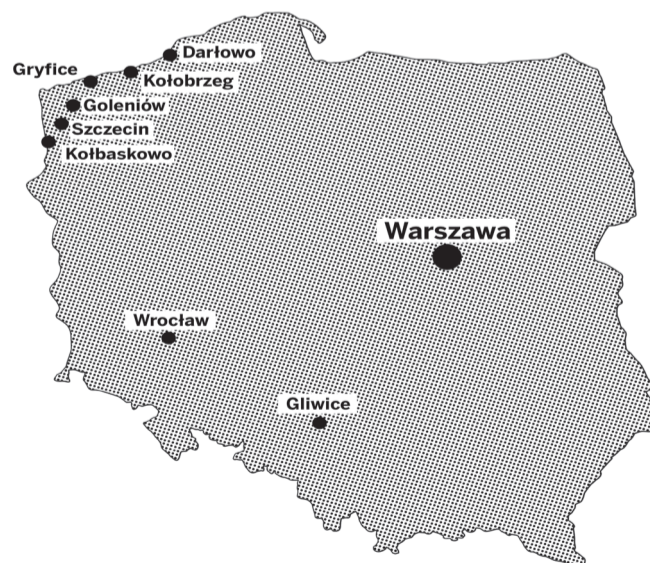 Darłowo
Gryfice
Kołobrzeg
Goleniów
Szczecin
Kołbaskowo
Warszawa
Wrocław
Gliwice